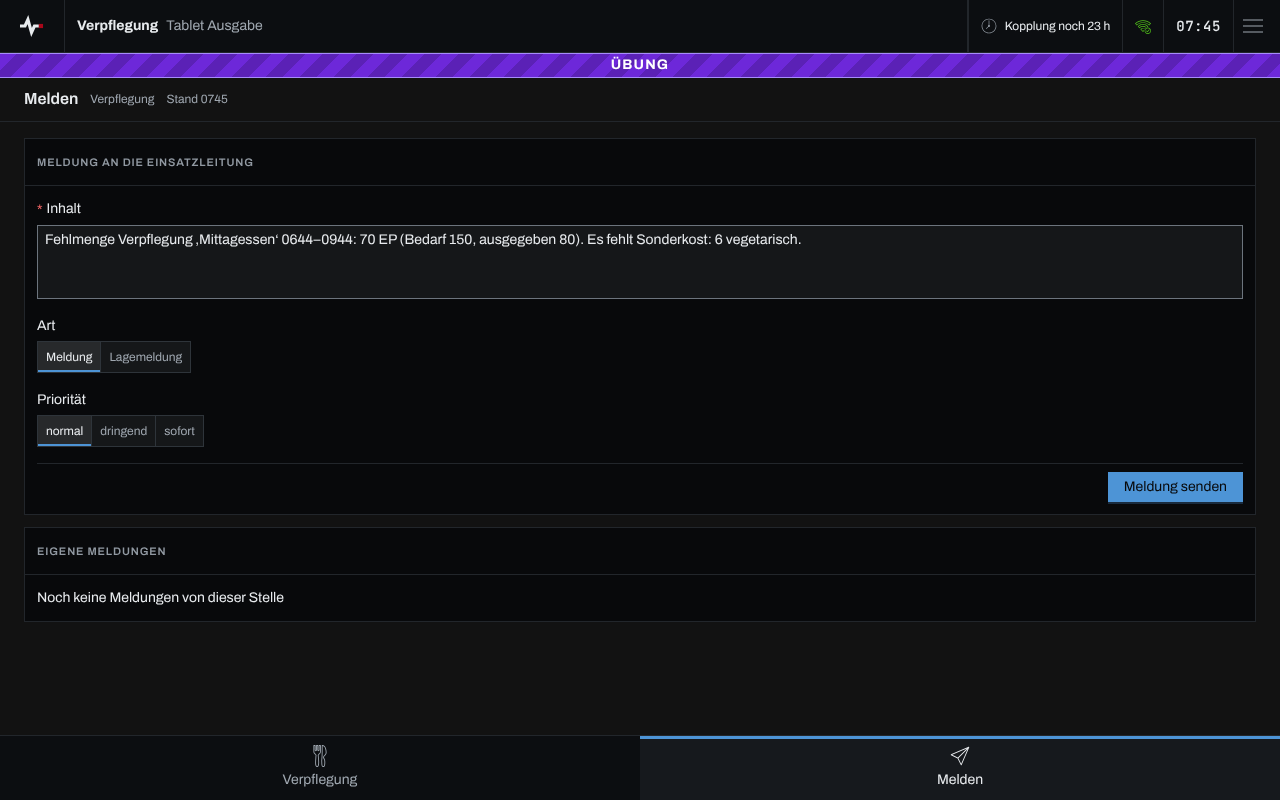 Verpflegung Tablet Ausgabe
Kopplung noch 23 h
07:45
ÜBUNG
Melden Verpflegung Stand 0745
MELDUNG AN DIE EINSATZLEITUNG
* Inhalt
Fehlmenge Verpflegung ‚Mittagessen‘ 0644–0944: 70 EP (Bedarf 150, ausgegeben 80). Es fehlt Sonderkost: 6 vegetarisch.
Art
Meldung Lagemeldung
Priorität
normal dringend sofort
Meldung senden
EIGENE MELDUNGEN
Noch keine Meldungen von dieser Stelle
Verpflegung
Melden